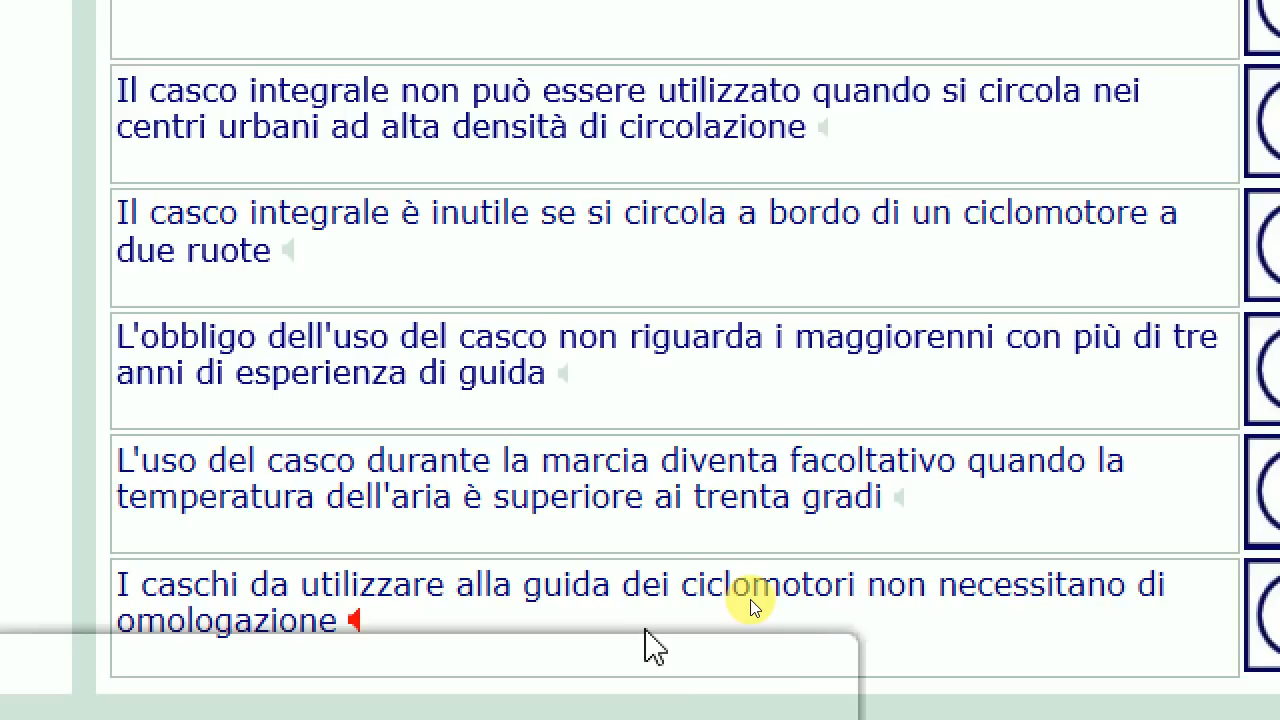 Il casco integrale non può essere utilizzato quando si circola nei
centri urbani ad alta densità di circolazione
Il casco integrale è inutile se si circola a bordo di un ciclomotore a
due ruote
L'obbligo dell'uso del casco non riguarda i maggiorenni con più di tre
anni di esperienza di guida
L'uso del casco durante la marcia diventa facoltativo quando la
temperatura dell'aria è superiore ai trenta gradi
I caschi da utilizzare alla guida dei ciclomotori non necessitano di
omologazione